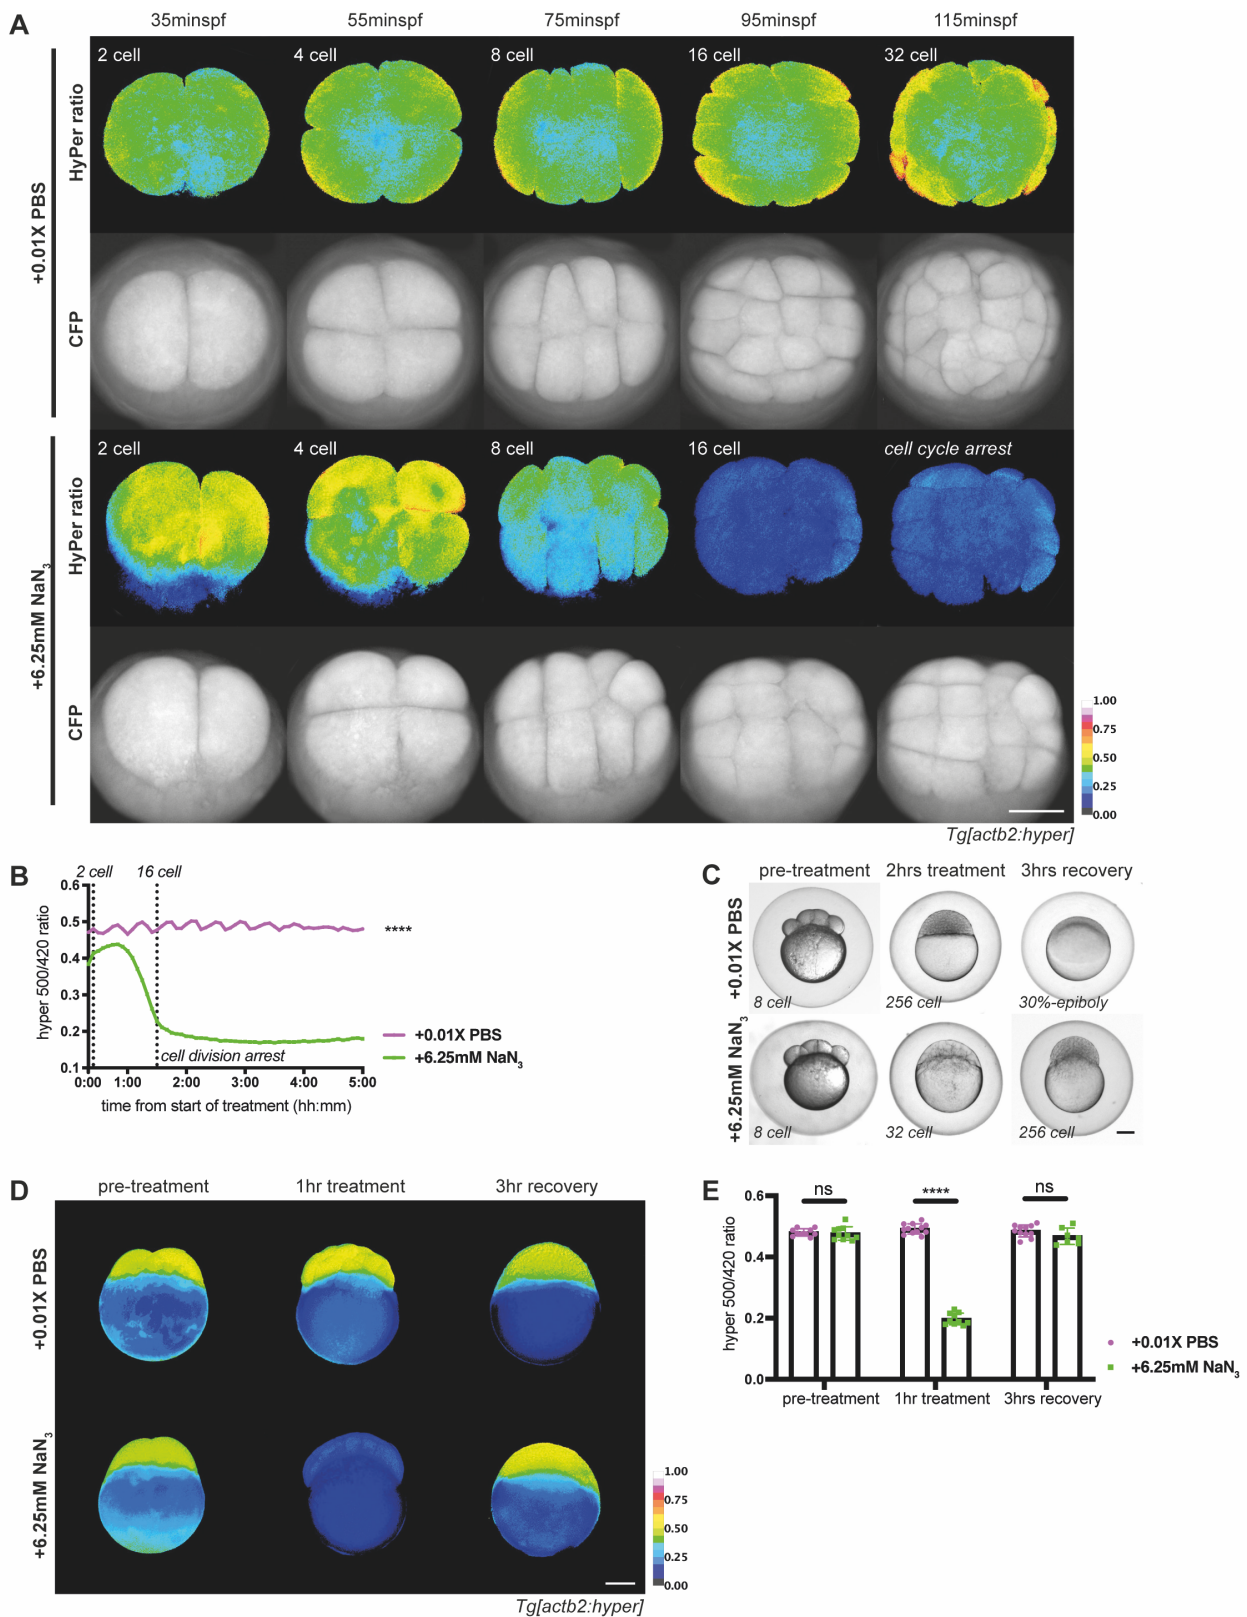 A
35minspf 55minspf 75minspf 95minspf 115minspf
+0.01X PBS
HyPer ratio
2 cell 4 cell 8 cell 16 cell 32 cell
CFP
+6.25mM NaN3
HyPer ratio
2 cell 4 cell 8 cell 16 cell cell cycle arrest
CFP
1.00
0.75
0.50
0.25
0.00
Tg[actb2:hyper]
B
2 cell 16 cell
hyper 500/420 ratio
0.6
0.5
0.4
0.3
0.2
0.1
****
+0.01X PBS
+6.25mM NaN3
cell division arrest
0:00 1:00 2:00 3:00 4:00 5:00
time from start of treatment (hh:mm)
C
pre-treatment 2hrs treatment 3hrs recovery
+0.01X PBS
8 cell 256 cell 30%-epiboly
+6.25mM NaN3
8 cell 32 cell 256 cell
D
pre-treatment 1hr treatment 3hr recovery
+0.01X PBS
+6.25mM NaN3
1.00
0.75
0.50
0.25
0.00
Tg[actb2:hyper]
E
hyper 500/420 ratio
0.6
0.4
0.2
0.0
ns **** ns
+0.01X PBS
+6.25mM NaN3
pre-treatment 1hr treatment 3hrs recovery